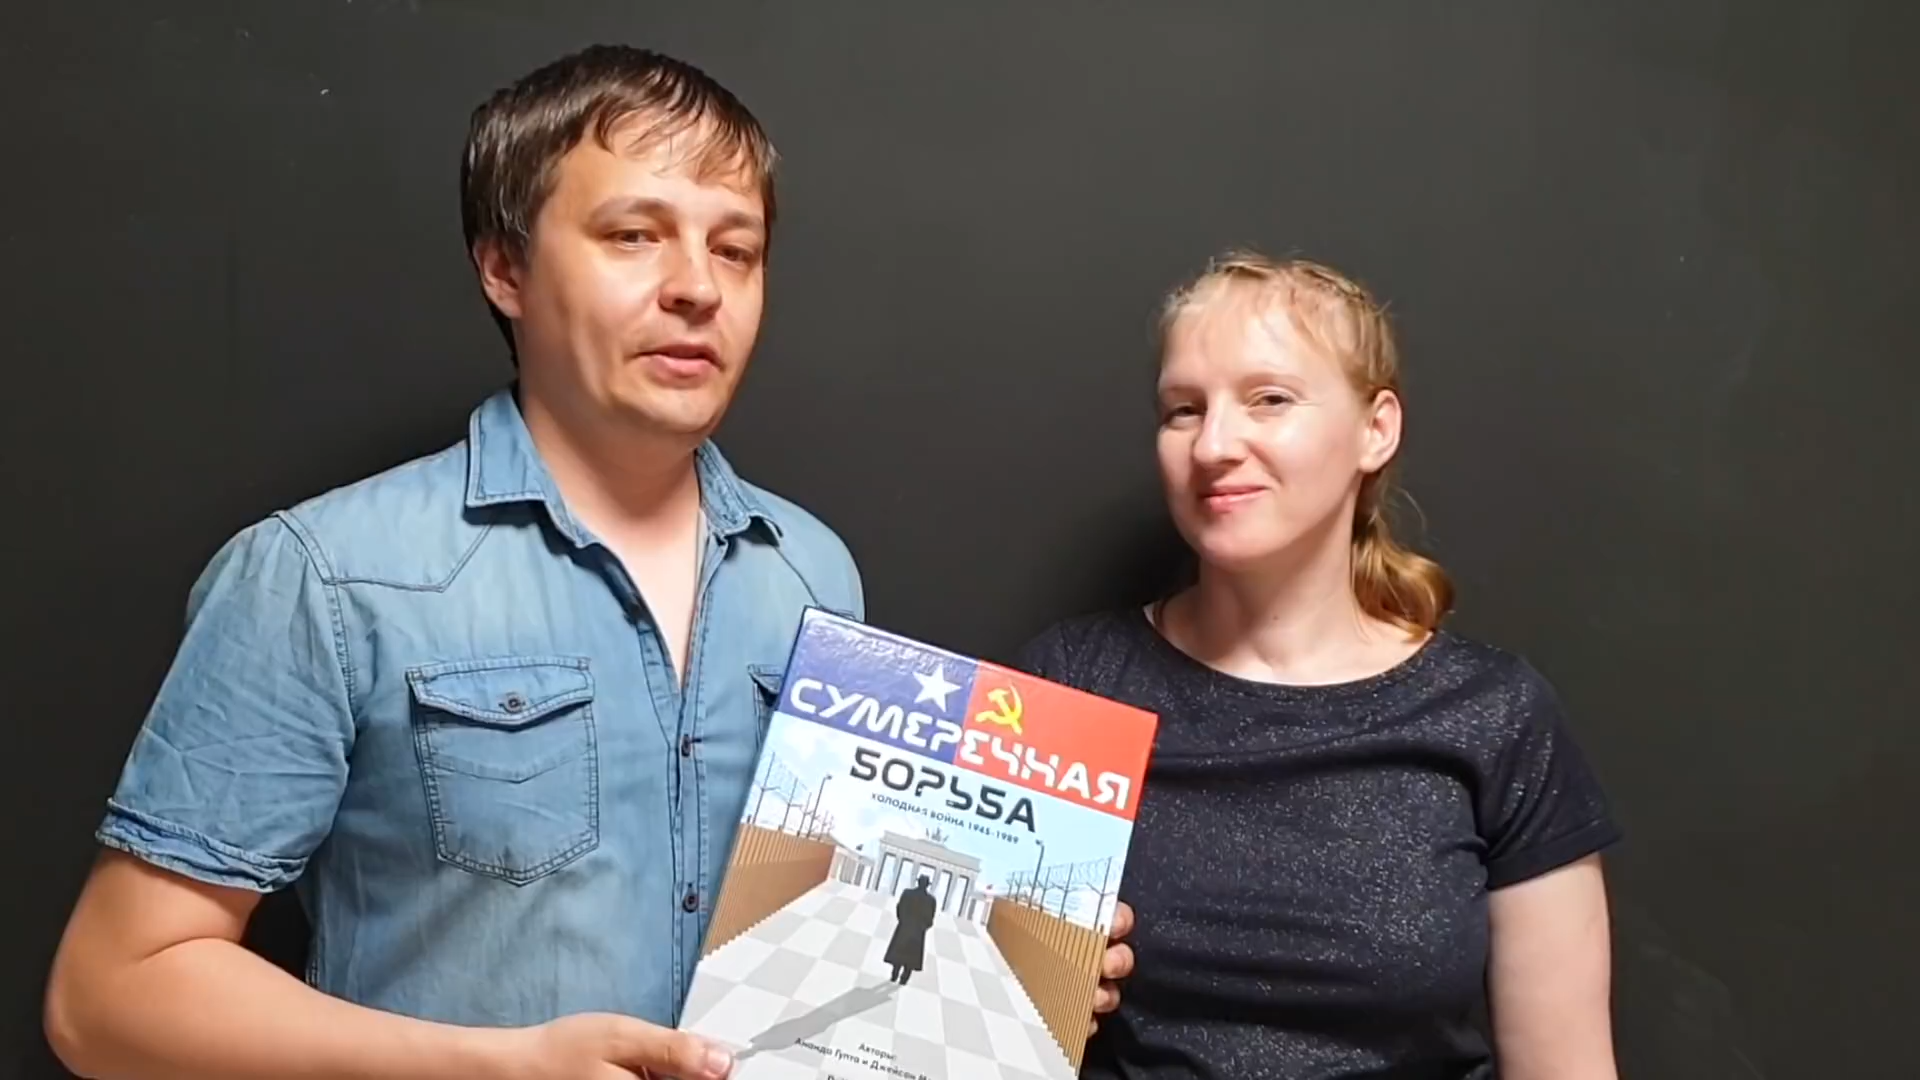 СУМЕРЕЧНАЯ
БОРЬБА
ХОЛОДНАЯ ВОЙНА 1945-1989
Авторы:
Ананда Гупта и Джейсон